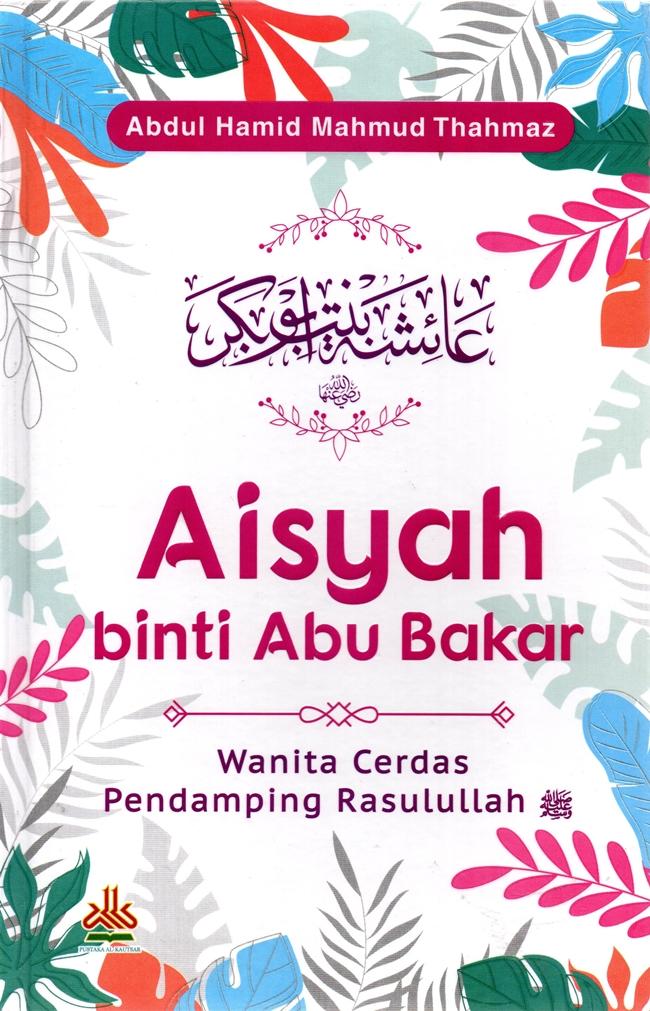 Abdul Hamid Mahmud Thahmaz
عائشة بنت أبو بكر
رضي الله عنها
Aisyah
binti Abu Bakar
Wanita Cerdas
Pendamping Rasulullah ﷺ
PUSTAKA AL-KAUTSAR